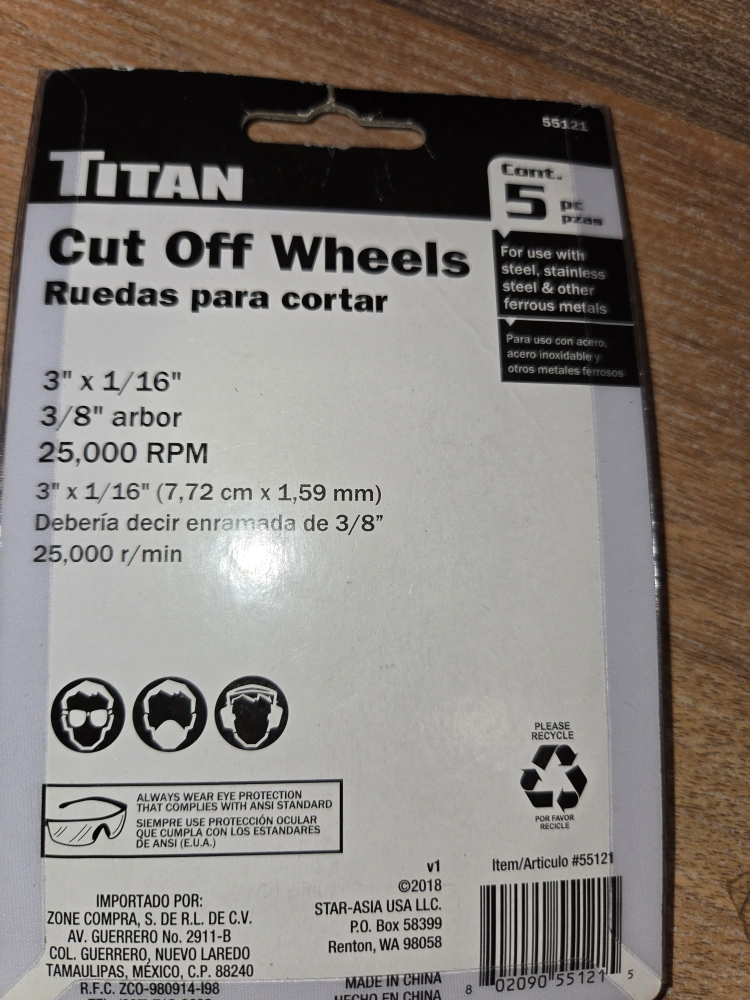 55121
TITAN
Cont.
5 pc
pzas
Cut Off Wheels
Ruedas para cortar
For use with
steel, stainless
steel & other
ferrous metals
Para uso con acero,
acero inoxidable y
otros metales ferrosos
3" x 1/16"
3/8" arbor
25,000 RPM
3" x 1/16" (7,72 cm x 1,59 mm)
Debería decir enramada de 3/8”
25,000 r/min
PLEASE
RECYCLE
POR FAVOR
RECICLE
ALWAYS WEAR EYE PROTECTION
THAT COMPLIES WITH ANSI STANDARD
SIEMPRE USE PROTECCIÓN OCULAR
QUE CUMPLA CON LOS ESTANDARES
DE ANSI (E.U.A.)
IMPORTADO POR:
ZONE COMPRA, S. DE R.L. DE C.V.
AV. GUERRERO No. 2911-B
COL. GUERRERO, NUEVO LAREDO
TAMAULIPAS, MÉXICO, C.P. 88240
R.F.C. ZCO-980914-I98
v1
©2018
STAR-ASIA USA LLC.
P.O. Box 58399
Renton, WA 98058
MADE IN CHINA
HECHO EN CHINA
Item/Articulo #55121
8 02090 55121 5